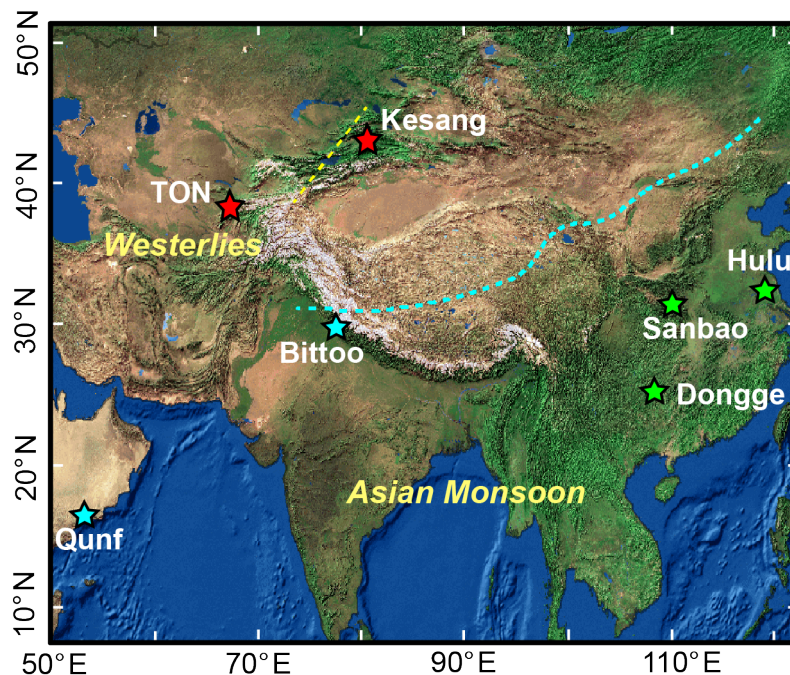 50°N
Kesang
40°N
TON
Westerlies
Hulu
30°N
Sanbao
Bittoo
Dongge
20°N
Asian Monsoon
Qunf
10°N
50°E
70°E
90°E
110°E